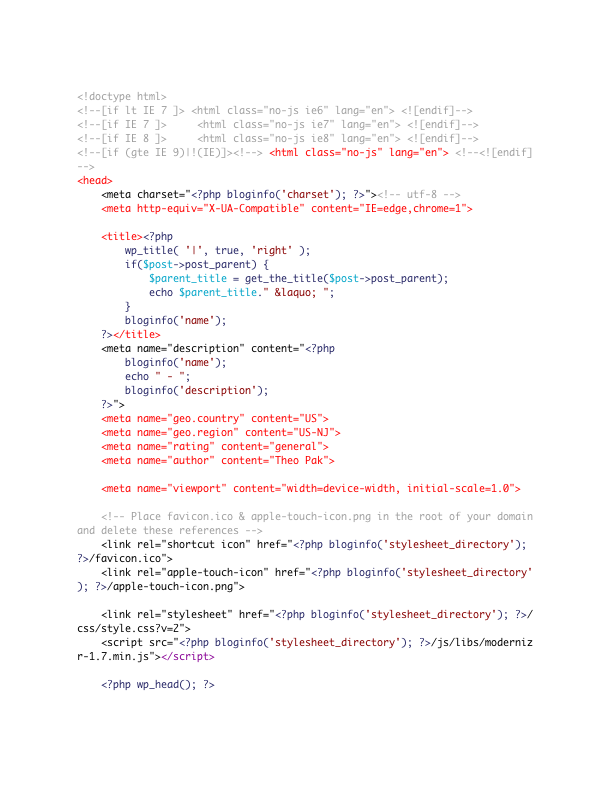 <!doctype html>
<!--[if lt IE 7 ]> <html class="no-js ie6" lang="en"> <![endif]-->
<!--[if IE 7 ]>     <html class="no-js ie7" lang="en"> <![endif]-->
<!--[if IE 8 ]>     <html class="no-js ie8" lang="en"> <![endif]-->
<!--[if (gte IE 9)|!(IE)]><!--> <html class="no-js" lang="en"> <!--<![endif]
-->
<head>
    <meta charset="<?php bloginfo('charset'); ?>"><!-- utf-8 -->
    <meta http-equiv="X-UA-Compatible" content="IE=edge,chrome=1">

    <title><?php
        wp_title( '|', true, 'right' );
        if($post->post_parent) {
            $parent_title = get_the_title($post->post_parent);
            echo $parent_title." &laquo; ";
        }
        bloginfo('name');
    ?></title>
    <meta name="description" content="<?php
        bloginfo('name');
        echo " - ";
        bloginfo('description');
    ?>">
    <meta name="geo.country" content="US">
    <meta name="geo.region" content="US-NJ">
    <meta name="rating" content="general">
    <meta name="author" content="Theo Pak">

    <meta name="viewport" content="width=device-width, initial-scale=1.0">

    <!-- Place favicon.ico & apple-touch-icon.png in the root of your domain
and delete these references -->
    <link rel="shortcut icon" href="<?php bloginfo('stylesheet_directory');
?>/favicon.ico">
    <link rel="apple-touch-icon" href="<?php bloginfo('stylesheet_directory'
); ?>/apple-touch-icon.png">

    <link rel="stylesheet" href="<?php bloginfo('stylesheet_directory'); ?>/
css/style.css?v=2">
    <script src="<?php bloginfo('stylesheet_directory'); ?>/js/libs/moderniz
r-1.7.min.js"></script>

    <?php wp_head(); ?>